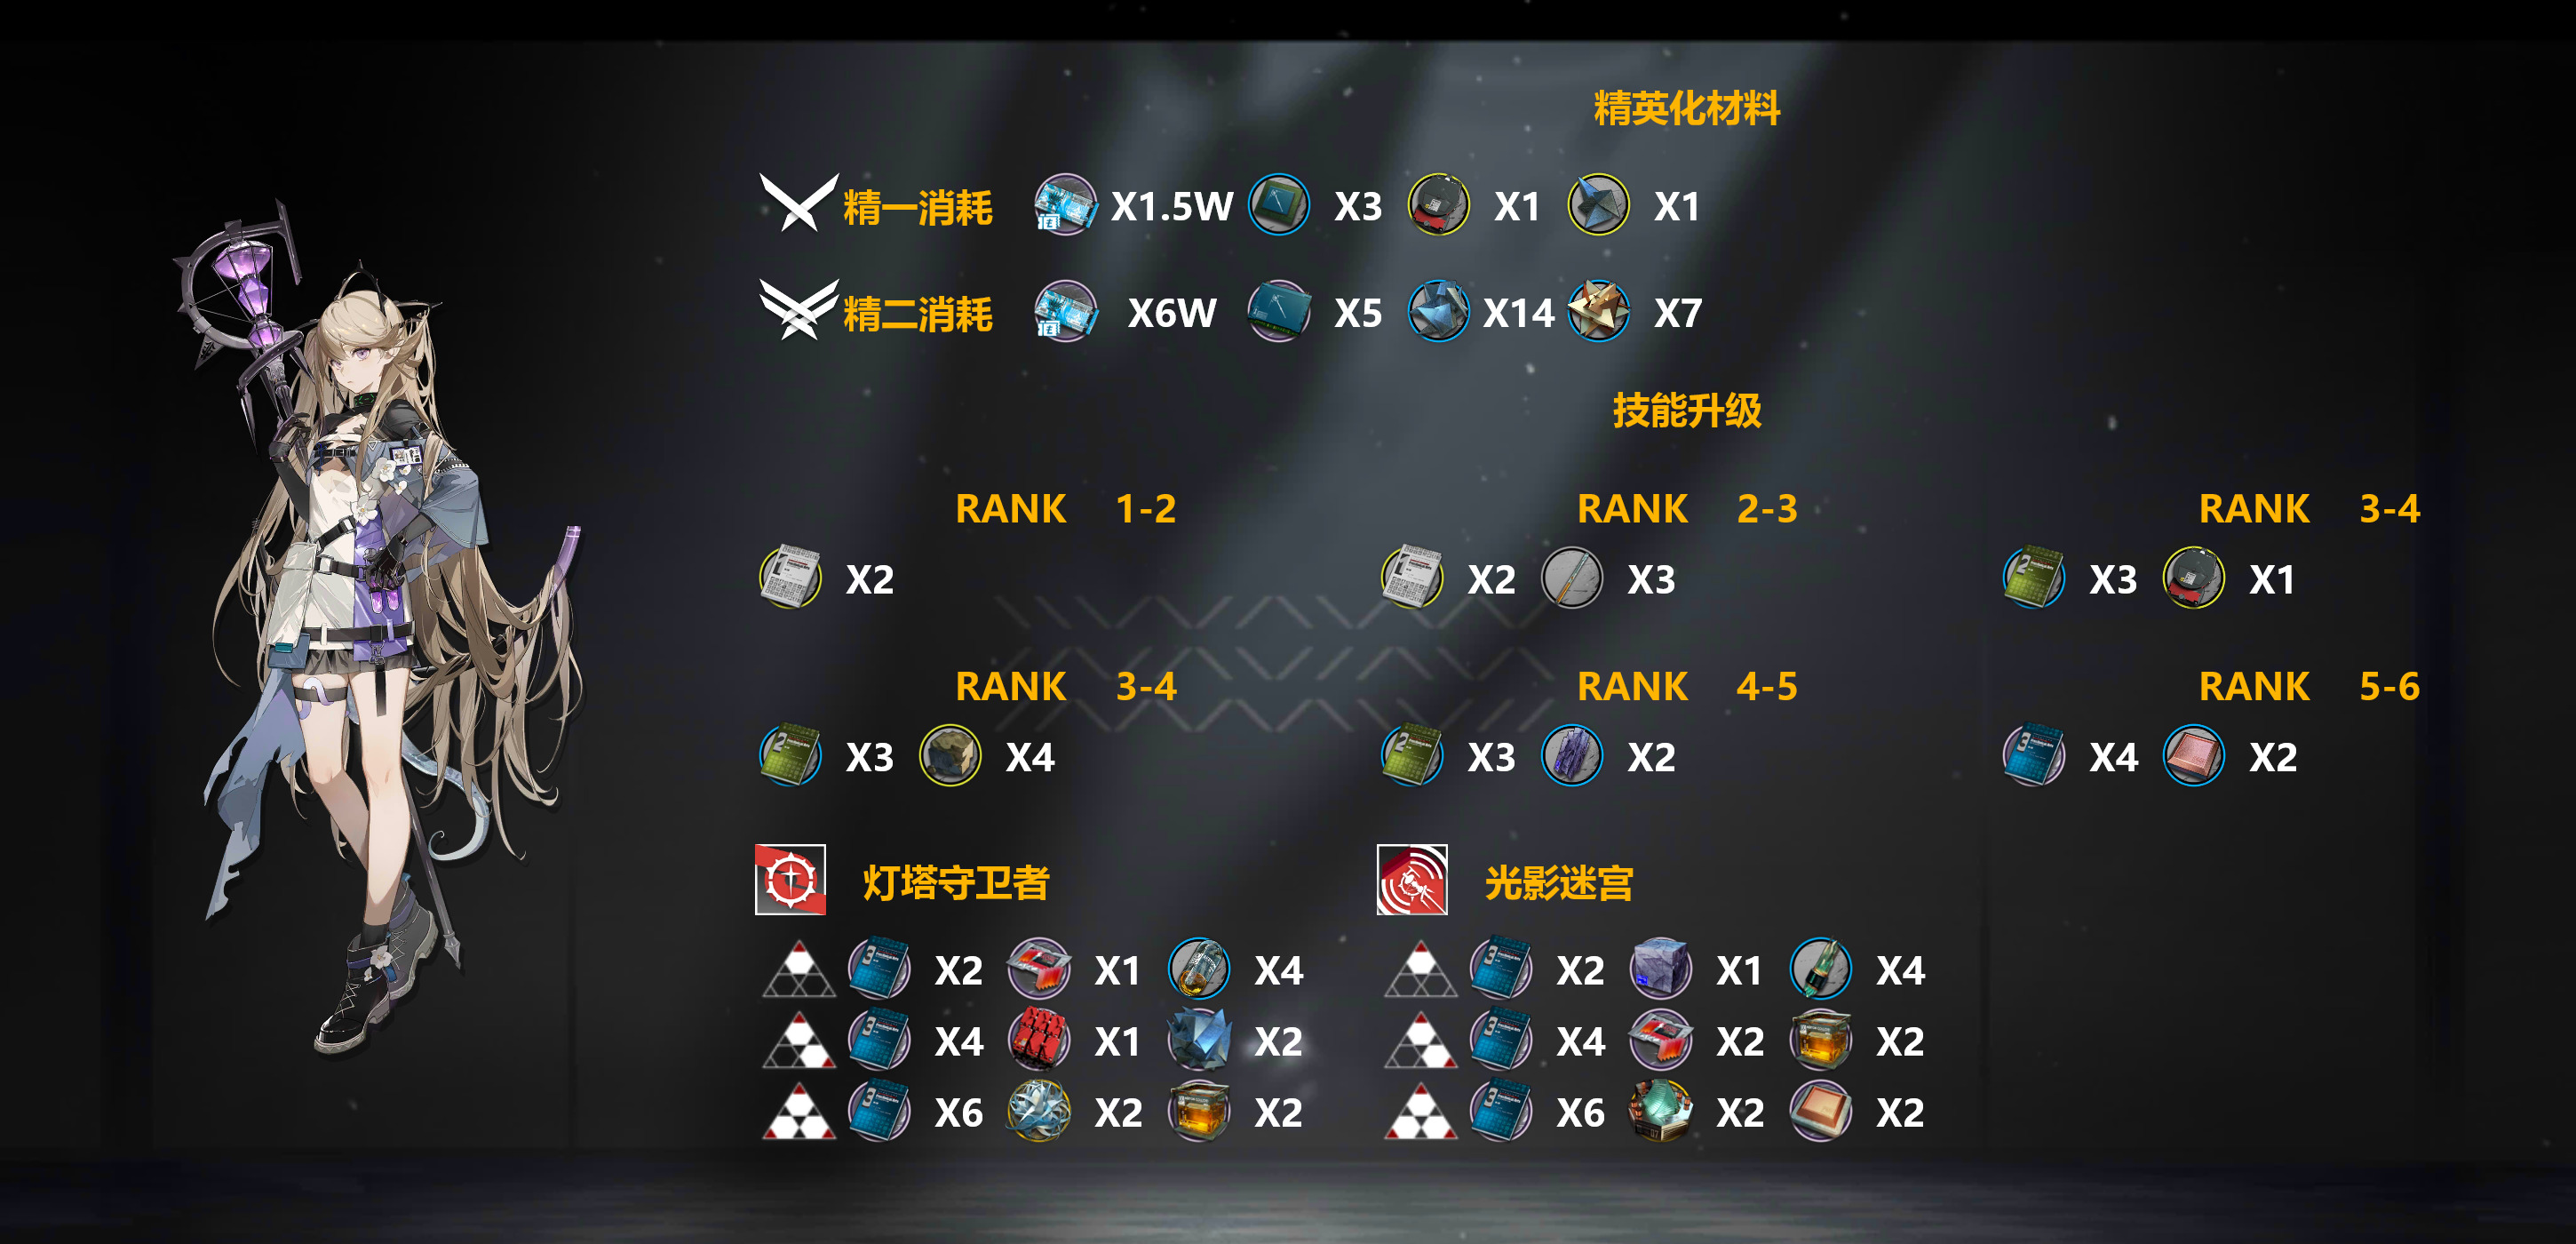 精英化材料
精一消耗 X1.5W X3 X1 X1
精二消耗 X6W X5 X14 X7
技能升级
RANK 1-2 RANK 2-3 RANK 3-4
X2 X2 X3 X3 X1
RANK 3-4 RANK 4-5 RANK 5-6
X3 X4 X3 X2 X4 X2
灯塔守卫者 光影迷宫
X2 X1 X4 X2 X1 X4
X4 X1 X2 X4 X2 X2
X6 X2 X2 X6 X2 X2